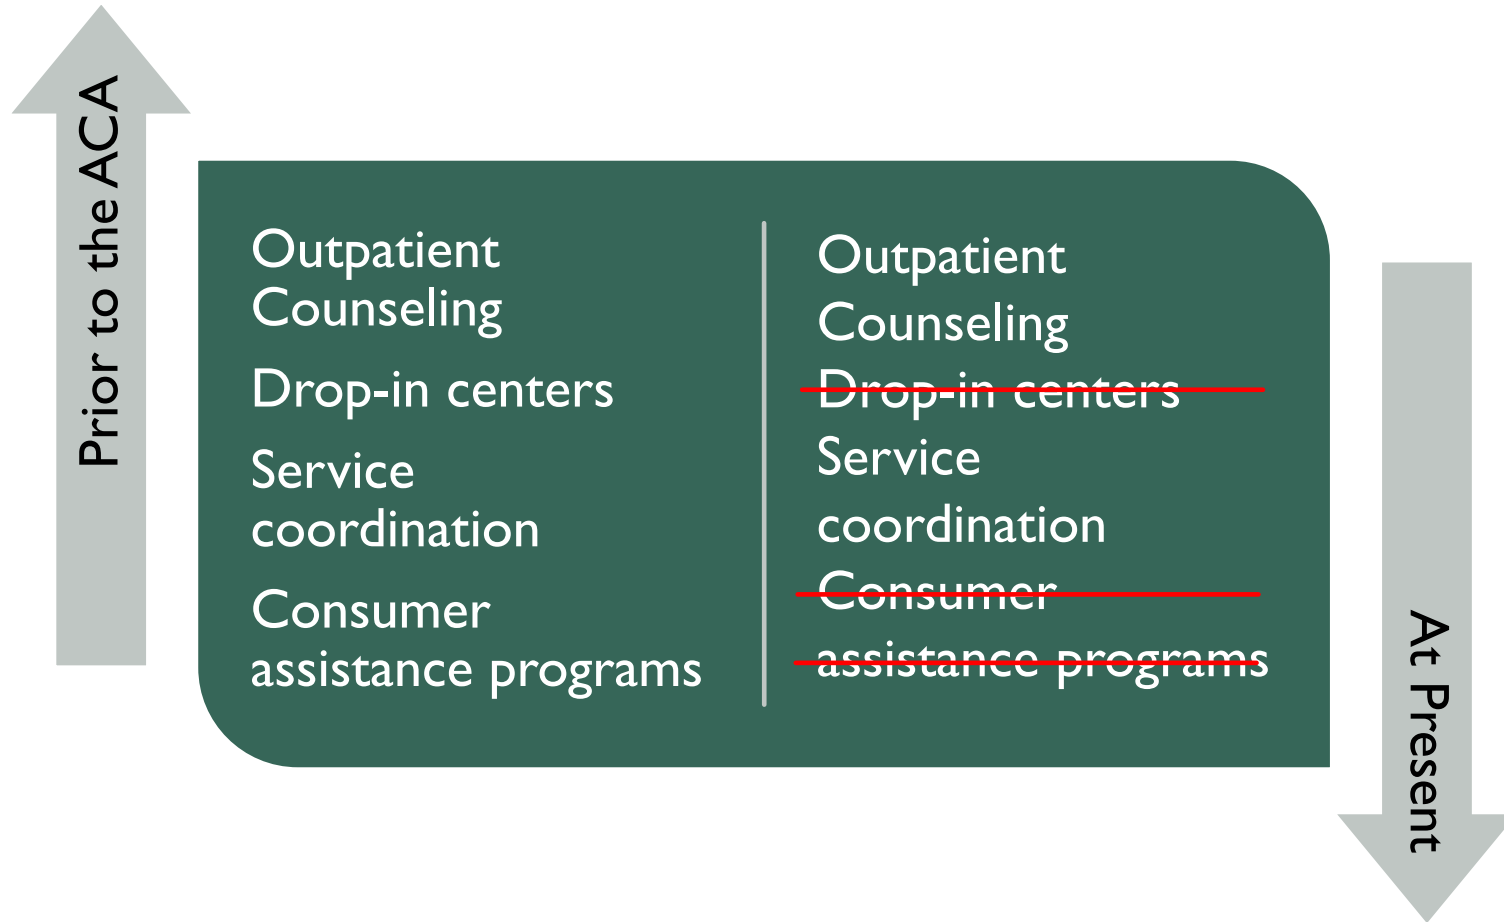 Prior to the ACA
Outpatient
Counseling
Drop-in centers
Service
coordination
Consumer
assistance programs
Outpatient
Counseling
Drop-in centers
Service
coordination
Consumer
assistance programs
At Present